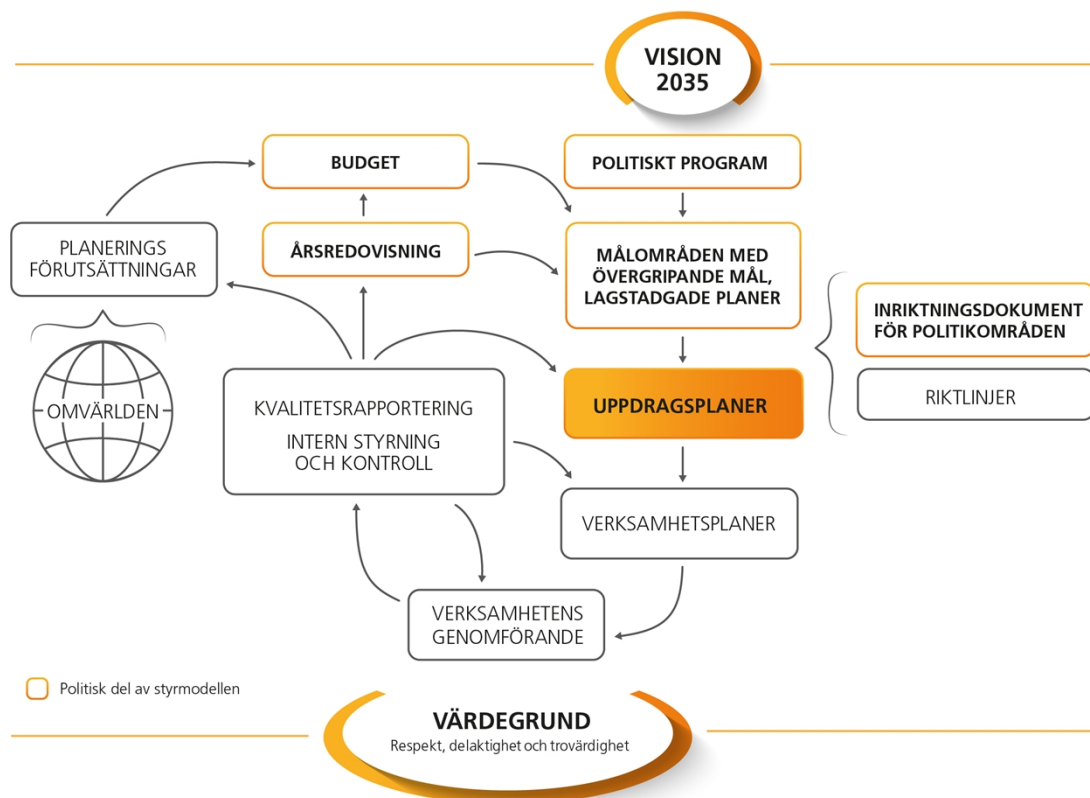 VISION
2035
BUDGET
POLITISKT PROGRAM
PLANERINGS
FÖRUTSÄTTNINGAR
ÅRSREDOVISNING
MÅLOMRÅDEN MED
ÖVERGRIPANDE MÅL,
LAGSTADGADE PLANER
INRIKTNINGSDOKUMENT
FÖR POLITIKOMRÅDEN
RIKTLINJER
OMVÄRLDEN
KVALITETSRAPPORTERING
INTERN STYRNING
OCH KONTROLL
UPPDRAGSPLANER
VERKSAMHETSPLANER
VERKSAMHETENS
GENOMFÖRANDE
Politisk del av styrmodellen
VÄRDEGRUND
Respekt, delaktighet och trovärdighet